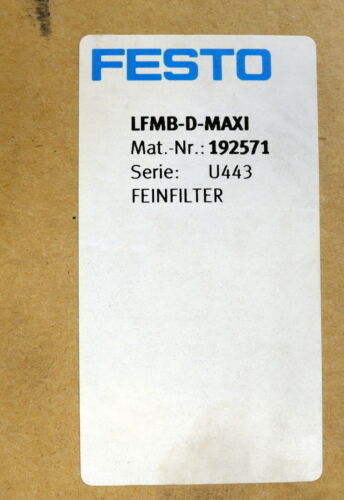 FESTO
LFMB-D-MAXI
Mat.-Nr.: 192571
Serie: U443
FEINFILTER